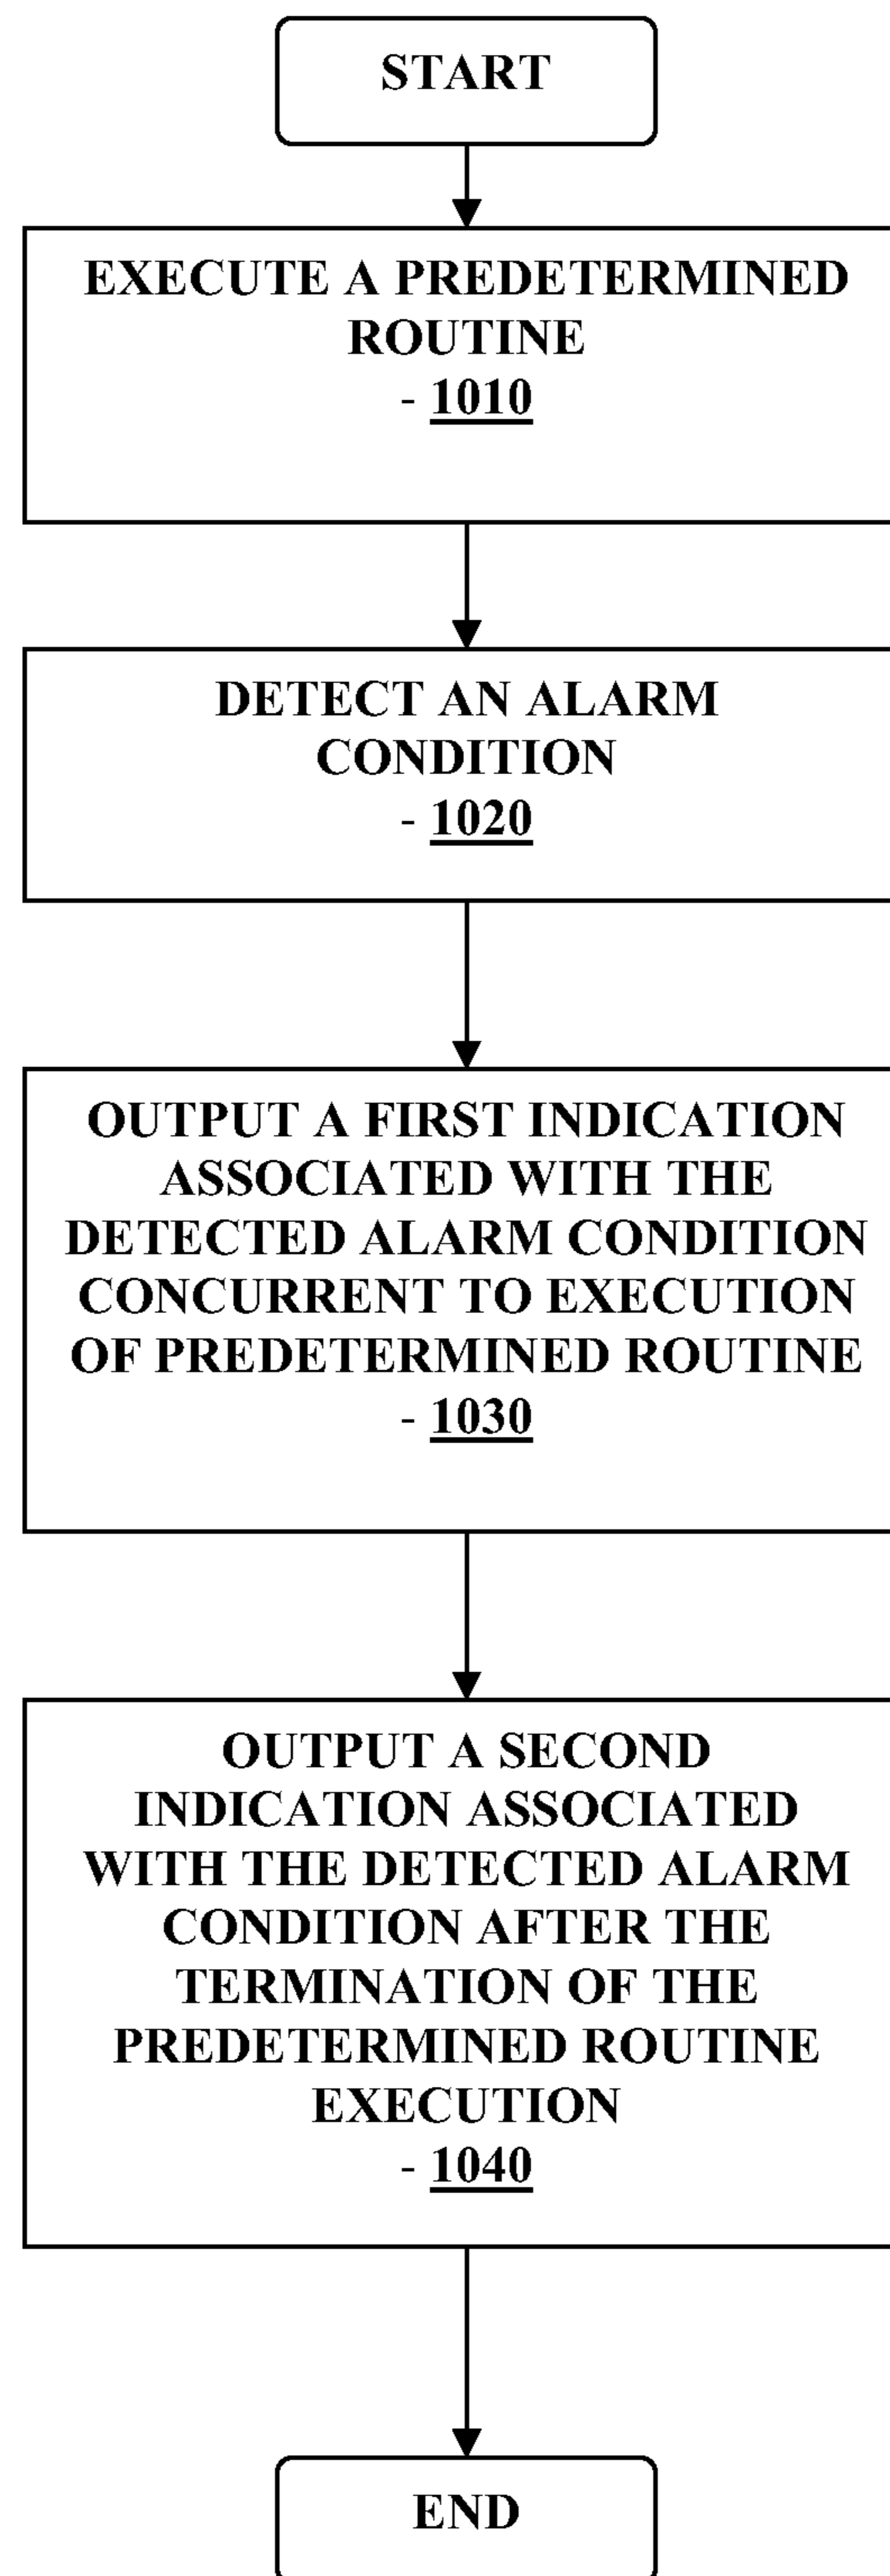 START
EXECUTE A PREDETERMINED
ROUTINE
- 1010
DETECT AN ALARM
CONDITION
- 1020
OUTPUT A FIRST INDICATION
ASSOCIATED WITH THE
DETECTED ALARM CONDITION
CONCURRENT TO EXECUTION
OF PREDETERMINED ROUTINE
- 1030
OUTPUT A SECOND
INDICATION ASSOCIATED
WITH THE DETECTED ALARM
CONDITION AFTER THE
TERMINATION OF THE
PREDETERMINED ROUTINE
EXECUTION
- 1040
END